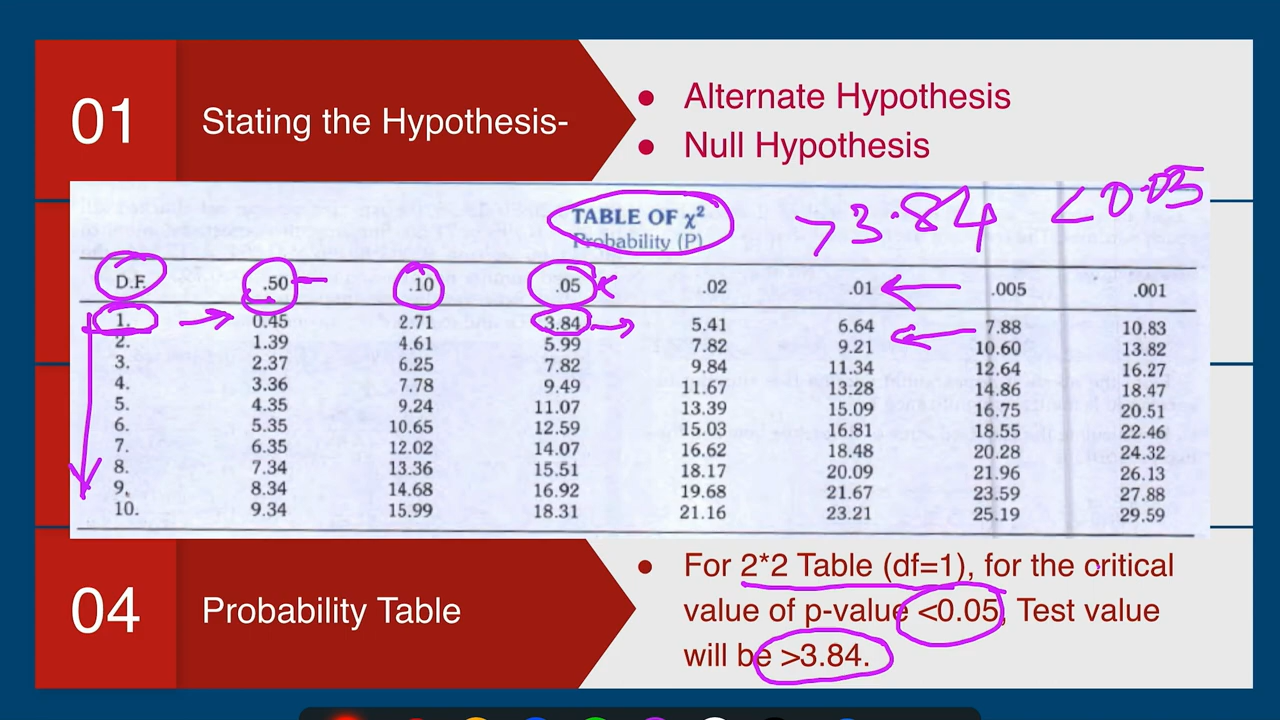 01
Stating the Hypothesis-
● Alternate Hypothesis
● Null Hypothesis
TABLE OF χ²
Probability (P)
>3.84 <0.05
D.F. .50 .10 .05 .02 .01 .005 .001
1. 0.45 2.71 3.84 5.41 6.64 7.88 10.83
2. 1.39 4.61 5.99 7.82 9.21 10.60 13.82
3. 2.37 6.25 7.82 9.84 11.34 12.64 16.27
4. 3.36 7.78 9.49 11.67 13.28 14.86 18.47
5. 4.35 9.24 11.07 13.39 15.09 16.75 20.51
6. 5.35 10.65 12.59 15.03 16.81 18.55 22.46
7. 6.35 12.02 14.07 16.62 18.48 20.28 24.32
8. 7.34 13.36 15.51 18.17 20.09 21.96 26.13
9. 8.34 14.68 16.92 19.68 21.67 23.59 27.88
10. 9.34 15.99 18.31 21.16 23.21 25.19 29.59
04
Probability Table
● For 2*2 Table (df=1), for the critical
value of p-value <0.05, Test value
will be >3.84.